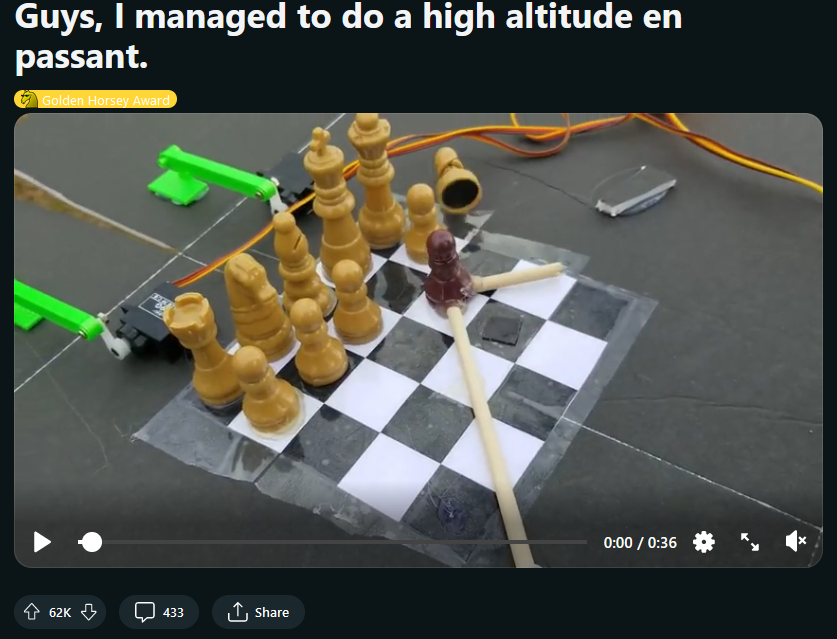 Guys, I managed to do a high altitude en
passant.
Golden Horsey Award
0:00 / 0:36
62K
433
Share